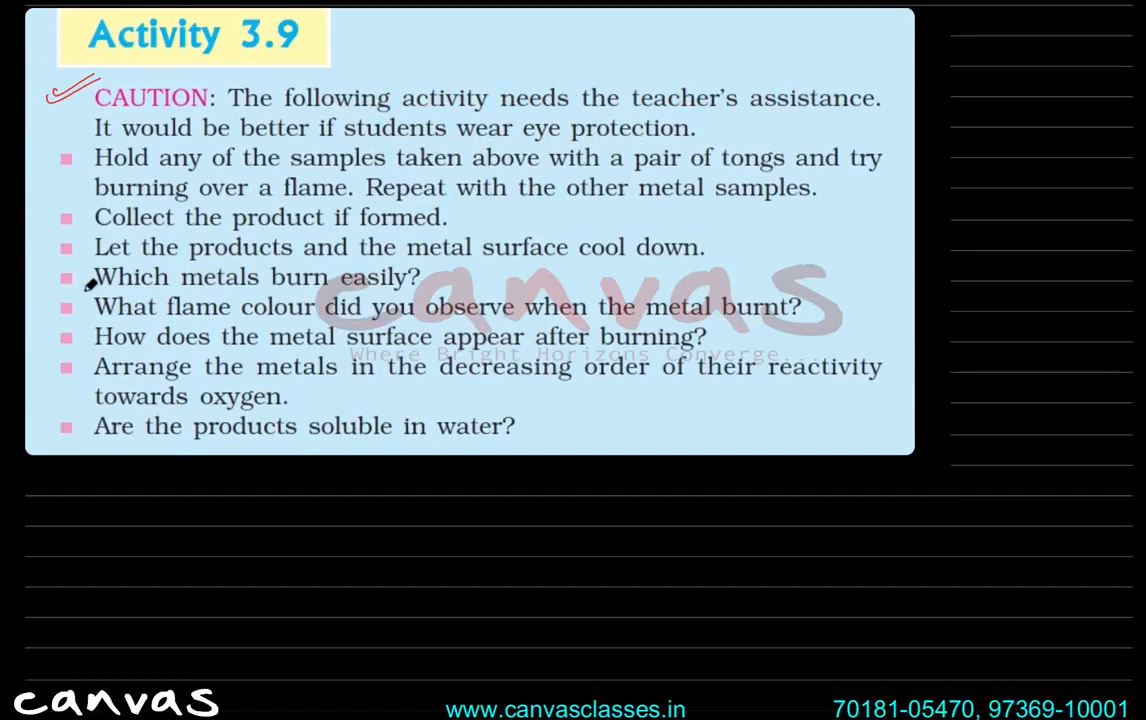 Activity 3.9
CAUTION: The following activity needs the teacher's assistance.
It would be better if students wear eye protection.
Hold any of the samples taken above with a pair of tongs and try
burning over a flame. Repeat with the other metal samples.
Collect the product if formed.
Let the products and the metal surface cool down.
Which metals burn easily?
What flame colour did you observe when the metal burnt?
How does the metal surface appear after burning?
Arrange the metals in the decreasing order of their reactivity
towards oxygen.
Are the products soluble in water?
canvas
Where Bright Horizons Converge...
canvas
www.canvasclasses.in
70181-05470, 97369-10001